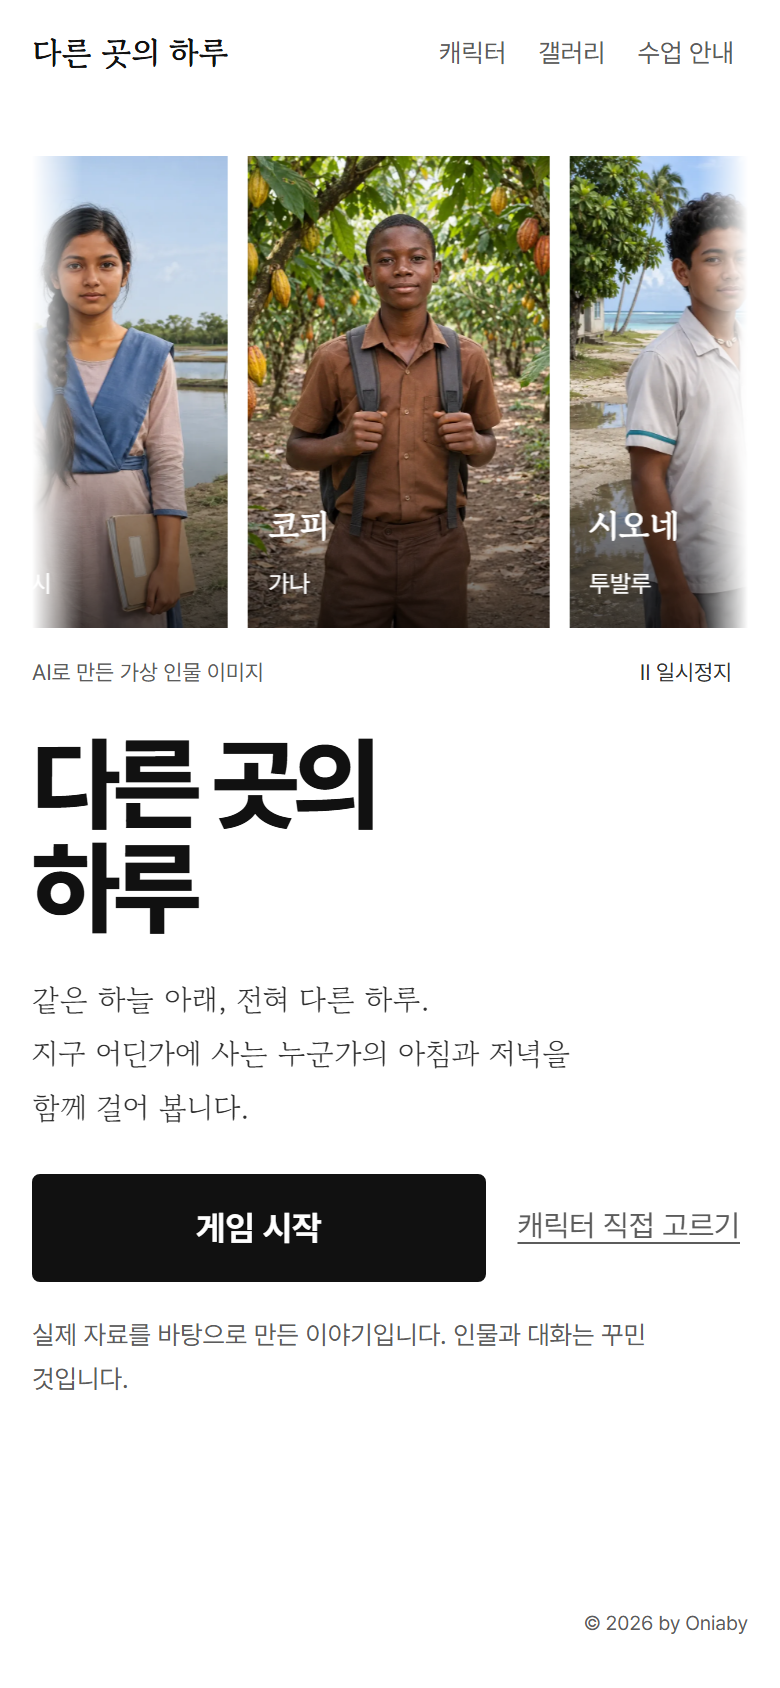 다른 곳의 하루
캐릭터 갤러리 수업 안내
시
코피
가나
시오네
투발루
AI로 만든 가상 인물 이미지
II 일시정지
다른 곳의
하루
같은 하늘 아래, 전혀 다른 하루.
지구 어딘가에 사는 누군가의 아침과 저녁을
함께 걸어 봅니다.
게임 시작
캐릭터 직접 고르기
실제 자료를 바탕으로 만든 이야기입니다. 인물과 대화는 꾸민
것입니다.
© 2026 by Oniaby